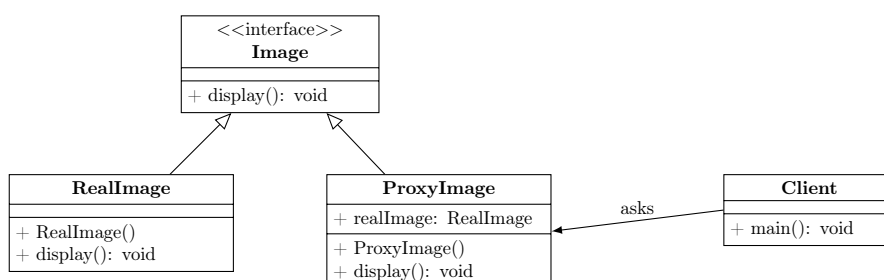 <<interface>>
Image
+ display(): void
RealImage
+ RealImage()
+ display(): void
ProxyImage
+ realImage: RealImage
+ ProxyImage()
+ display(): void
asks
Client
+ main(): void